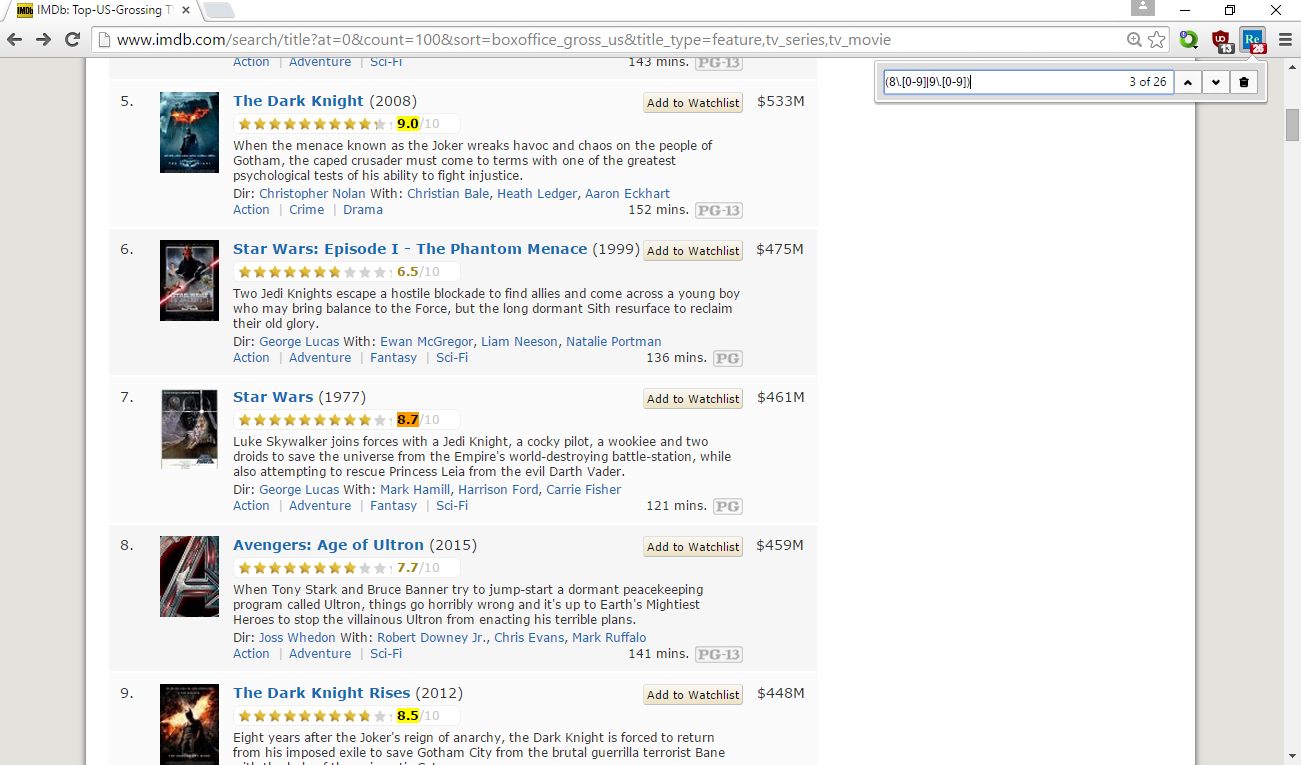 IMDb: Top-US-Grossing T
www.imdb.com/search/title?at=0&count=100&sort=boxoffice_gross_us&title_type=feature,tv_series,tv_movie
13
Re
26
(8\.[0-9]|9\.[0-9]) 3 of 26
Action | Adventure | Sci-Fi 143 mins. PG-13
5. The Dark Knight (2008) Add to Watchlist $533M
9.0/10
When the menace known as the Joker wreaks havoc and chaos on the people of
Gotham, the caped crusader must come to terms with one of the greatest
psychological tests of his ability to fight injustice.
Dir: Christopher Nolan With: Christian Bale, Heath Ledger, Aaron Eckhart
Action | Crime | Drama 152 mins. PG-13
6. Star Wars: Episode I - The Phantom Menace (1999) Add to Watchlist $475M
6.5/10
Two Jedi Knights escape a hostile blockade to find allies and come across a young boy
who may bring balance to the Force, but the long dormant Sith resurface to reclaim
their old glory.
Dir: George Lucas With: Ewan McGregor, Liam Neeson, Natalie Portman
Action | Adventure | Fantasy | Sci-Fi 136 mins. PG
7. Star Wars (1977) Add to Watchlist $461M
8.7/10
Luke Skywalker joins forces with a Jedi Knight, a cocky pilot, a wookiee and two
droids to save the universe from the Empire's world-destroying battle-station, while
also attempting to rescue Princess Leia from the evil Darth Vader.
Dir: George Lucas With: Mark Hamill, Harrison Ford, Carrie Fisher
Action | Adventure | Fantasy | Sci-Fi 121 mins. PG
8. Avengers: Age of Ultron (2015) Add to Watchlist $459M
7.7/10
When Tony Stark and Bruce Banner try to jump-start a dormant peacekeeping
program called Ultron, things go horribly wrong and it's up to Earth's Mightiest
Heroes to stop the villainous Ultron from enacting his terrible plans.
Dir: Joss Whedon With: Robert Downey Jr., Chris Evans, Mark Ruffalo
Action | Adventure | Sci-Fi 141 mins. PG-13
9. The Dark Knight Rises (2012) Add to Watchlist $448M
8.5/10
Eight years after the Joker's reign of anarchy, the Dark Knight is forced to return
from his imposed exile to save Gotham City from the brutal guerrilla terrorist Bane